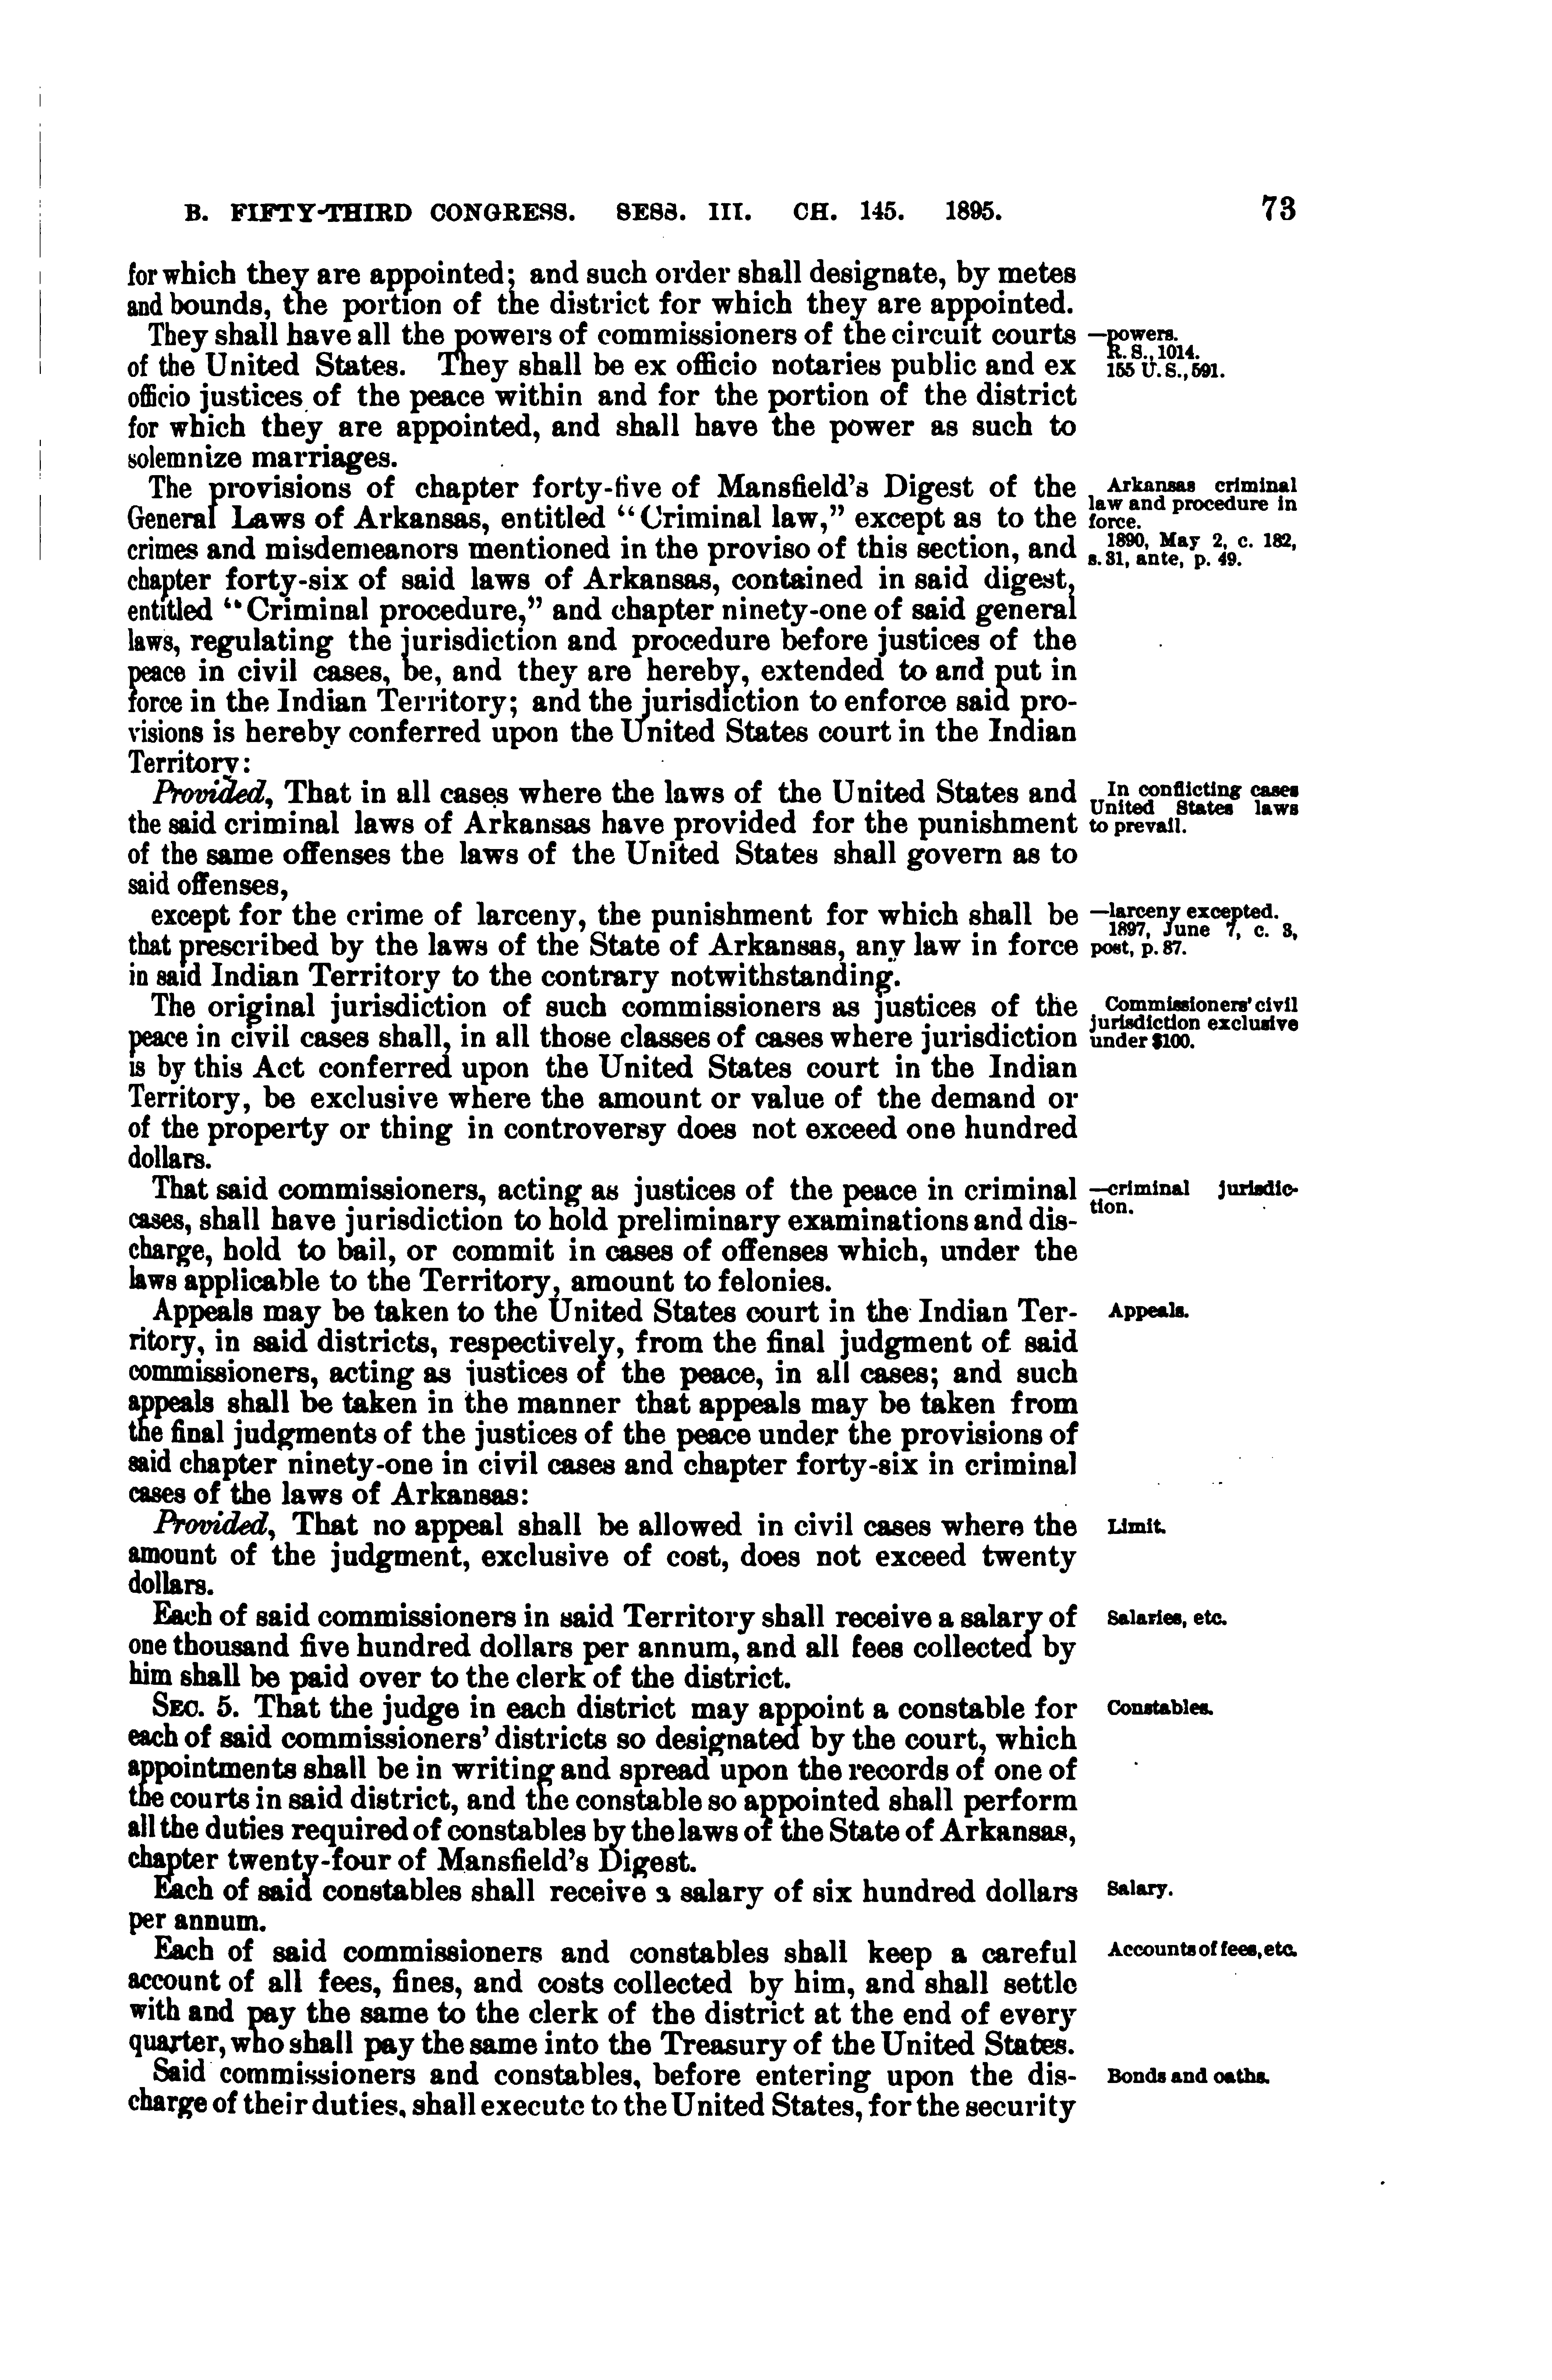 B. FIFTY-THIRD CONGRESS. SESS. III. CH. 145. 1895. 73
for which they are appointed; and such order shall designate, by metes
and bounds, the portion of the district for which they are appointed.
They shall have all the powers of commissioners of the circuit courts
—powers.
of the United States. They shall be ex officio notaries public and ex
R. S., 1014.
155 U. S., 591.
officio justices of the peace within and for the portion of the district
for which they are appointed, and shall have the power as such to
solemnize marriages.
The provisions of chapter forty-five of Mansfield's Digest of the
General Laws of Arkansas, entitled "Criminal law," except as to the
crimes and misdemeanors mentioned in the proviso of this section, and
chapter forty-six of said laws of Arkansas, contained in said digest,
entitled "Criminal procedure," and chapter ninety-one of said general
laws, regulating the jurisdiction and procedure before justices of the
peace in civil cases, be, and they are hereby, extended to and put in
force in the Indian Territory; and the jurisdiction to enforce said pro-
visions is hereby conferred upon the United States court in the Indian
Territory:
Arkansas criminal
law and procedure in
force.
1890, May 2, c. 182,
s. 31, ante, p. 49.
Provided, That in all cases where the laws of the United States and
the said criminal laws of Arkansas have provided for the punishment
of the same offenses the laws of the United States shall govern as to
said offenses,
In conflicting cases
United States laws
to prevail.
except for the crime of larceny, the punishment for which shall be
that prescribed by the laws of the State of Arkansas, any law in force
in said Indian Territory to the contrary notwithstanding.
—larceny excepted.
1897, June 7, c. 3,
post, p. 87.
The original jurisdiction of such commissioners as justices of the
peace in civil cases shall, in all those classes of cases where jurisdiction
is by this Act conferred upon the United States court in the Indian
Territory, be exclusive where the amount or value of the demand or
of the property or thing in controversy does not exceed one hundred
dollars.
Commissioners' civil
jurisdiction exclusive
under $100.
That said commissioners, acting as justices of the peace in criminal
cases, shall have jurisdiction to hold preliminary examinations and dis-
charge, hold to bail, or commit in cases of offenses which, under the
laws applicable to the Territory, amount to felonies.
—criminal jurisdic-
tion.
Appeals may be taken to the United States court in the Indian Ter-
ritory, in said districts, respectively, from the final judgment of said
commissioners, acting as justices of the peace, in all cases; and such
appeals shall be taken in the manner that appeals may be taken from
the final judgments of the justices of the peace under the provisions of
said chapter ninety-one in civil cases and chapter forty-six in criminal
cases of the laws of Arkansas:
Appeals.
Provided, That no appeal shall be allowed in civil cases where the
amount of the judgment, exclusive of cost, does not exceed twenty
dollars.
Limit.
Each of said commissioners in said Territory shall receive a salary of
one thousand five hundred dollars per annum, and all fees collected by
him shall be paid over to the clerk of the district.
Salaries, etc.
SEC. 5. That the judge in each district may appoint a constable for
each of said commissioners' districts so designated by the court, which
appointments shall be in writing and spread upon the records of one of
the courts in said district, and the constable so appointed shall perform
all the duties required of constables by the laws of the State of Arkansas,
chapter twenty-four of Mansfield's Digest.
Constables.
Each of said constables shall receive a salary of six hundred dollars
per annum.
Salary.
Each of said commissioners and constables shall keep a careful
account of all fees, fines, and costs collected by him, and shall settle
with and pay the same to the clerk of the district at the end of every
quarter, who shall pay the same into the Treasury of the United States.
Accounts of fees, etc.
Said commissioners and constables, before entering upon the dis-
charge of their duties, shall execute to the United States, for the security
Bonds and oaths.